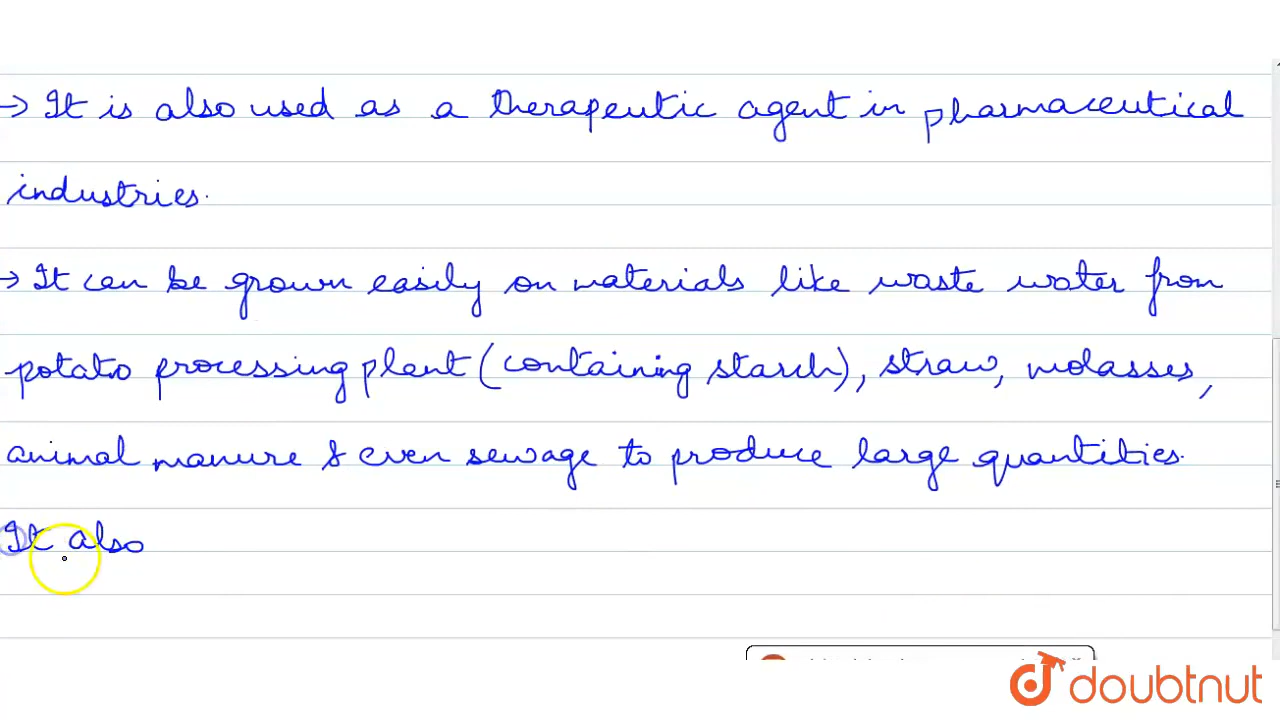 → It is also used as a therapeutic agent in pharmaceutical
industries.
→ It can be grown easily on materials like waste water from
potato processing plant (containing starch), straw, molasses,
animal manure & even sewage to produce large quantities.
It also
doubtnut